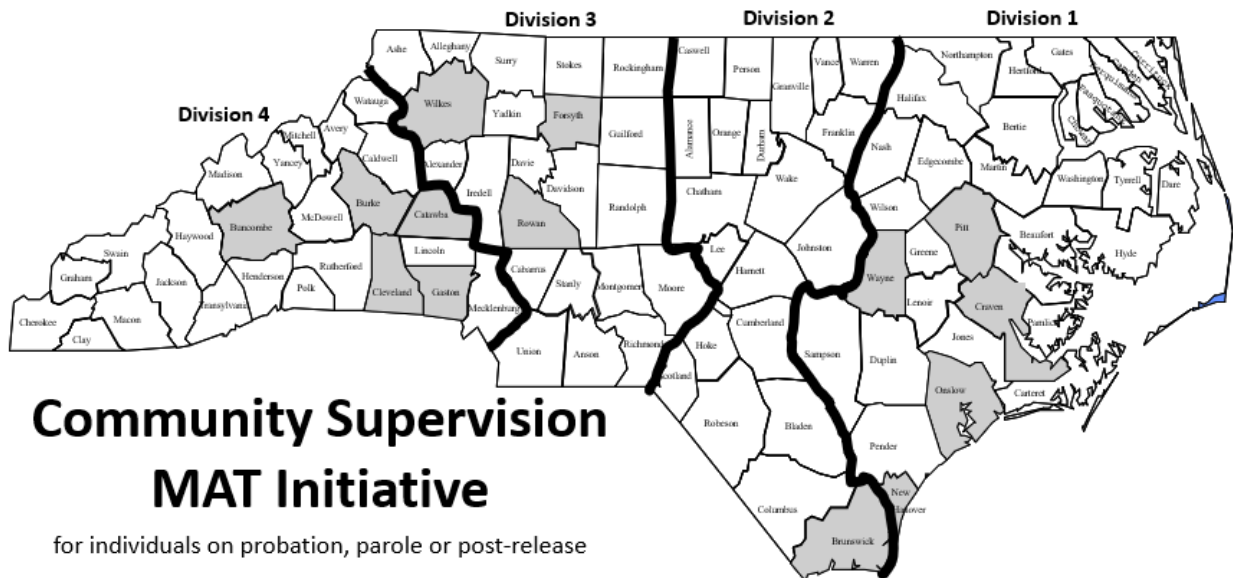 Division 3
Division 2
Division 1
Division 4
Ashe
Alleghany
Surry
Stokes
Rockingham
Caswell
Person
Granville
Vance
Warren
Northampton
Gates
Hertford
Camden
Currituck
Halifax
Bertie
Chowan
Watauga
Wilkes
Yadkin
Forsyth
Guilford
Alamance
Orange
Durham
Franklin
Nash
Edgecombe
Martin
Washington
Tyrrell
Dare
Mitchell
Avery
Yancey
Caldwell
Alexander
Iredell
Davie
Davidson
Randolph
Chatham
Wake
Wilson
Pitt
Beaufort
Hyde
Madison
Buncombe
McDowell
Burke
Catawba
Rowan
Lee
Johnston
Greene
Wayne
Haywood
Swain
Graham
Jackson
Henderson
Transylvania
Polk
Rutherford
Cleveland
Lincoln
Gaston
Mecklenburg
Cabarrus
Stanly
Montgomer
Moore
Harnett
Lenoir
Craven
Pamlico
Jones
Cherokee
Clay
Macon
Union
Anson
Richmond
Scotland
Hoke
Cumberland
Sampson
Duplin
Onslow
Carteret
Robeson
Bladen
Pender
Columbus
Brunswick
New
Hanover
Community Supervision
MAT Initiative
for individuals on probation, parole or post-release